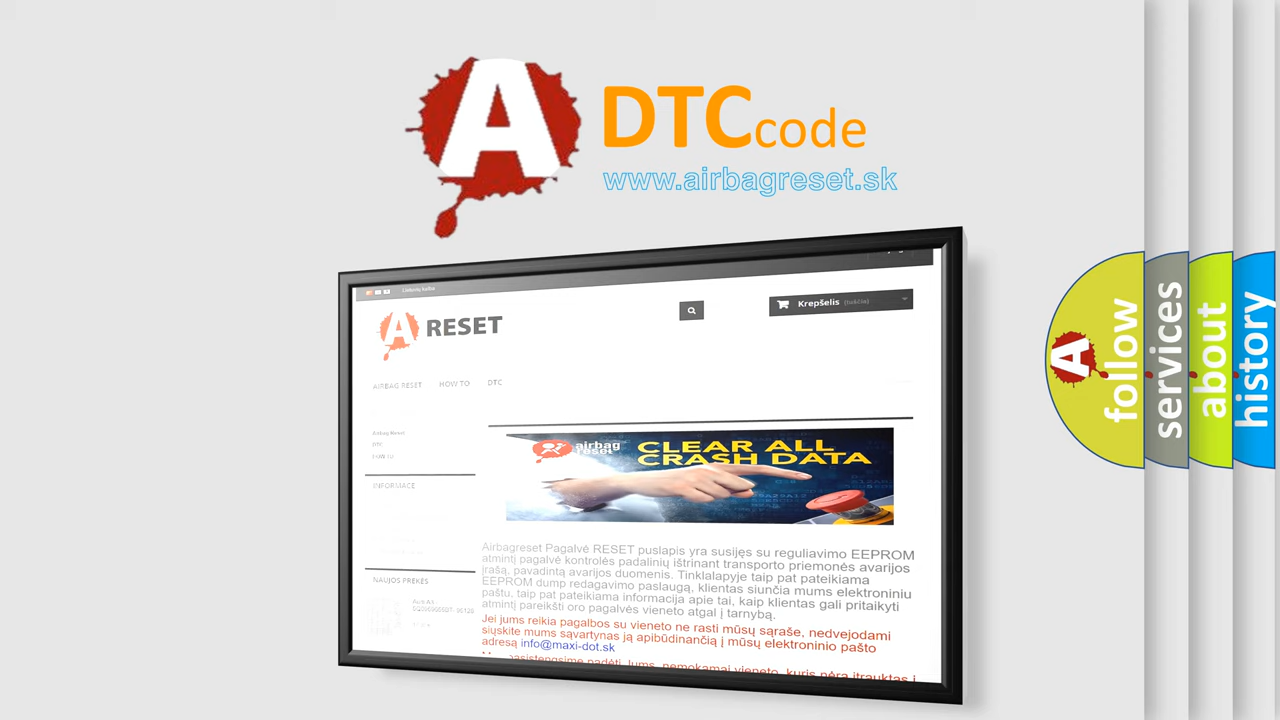 A
DTCcode
www.airbagreset.sk
A RESET
Krepšelis (tuščia)
AIRBAG RESET HOW TO DTC
Airbag Reset
DTC
INFORMACE
NAUJOS PREKĖS
airbag
reset
CLEAR ALL
CRASH DATA
Airbagreset Pagalvė RESET puslapis yra susijęs su reguliavimo EEPROM
atmintį pagalvė kontrolės padalinių ištrinant transporto priemonės avarijos
įrašą, pavadintą avarijos duomenis. Tinklalapyje taip pat pateikiama
EEPROM dump redagavimo paslaugą, klientas siunčia mums elektroniniu
paštu, taip pat pateikiama informacija apie tai, kaip klientas gali pritaikyti
atmintį pareikšti oro pagalvės vieneto atgal į tarnybą.
Jei jums reikia pagalbos su vieneto ne rasti mūsų sąraše, nedvejodami
siųskite mums sąvartynas ją apibūdinančią į mūsų elektroninio pašto
adresą info@maxi-dot.sk
follow
services
about
history